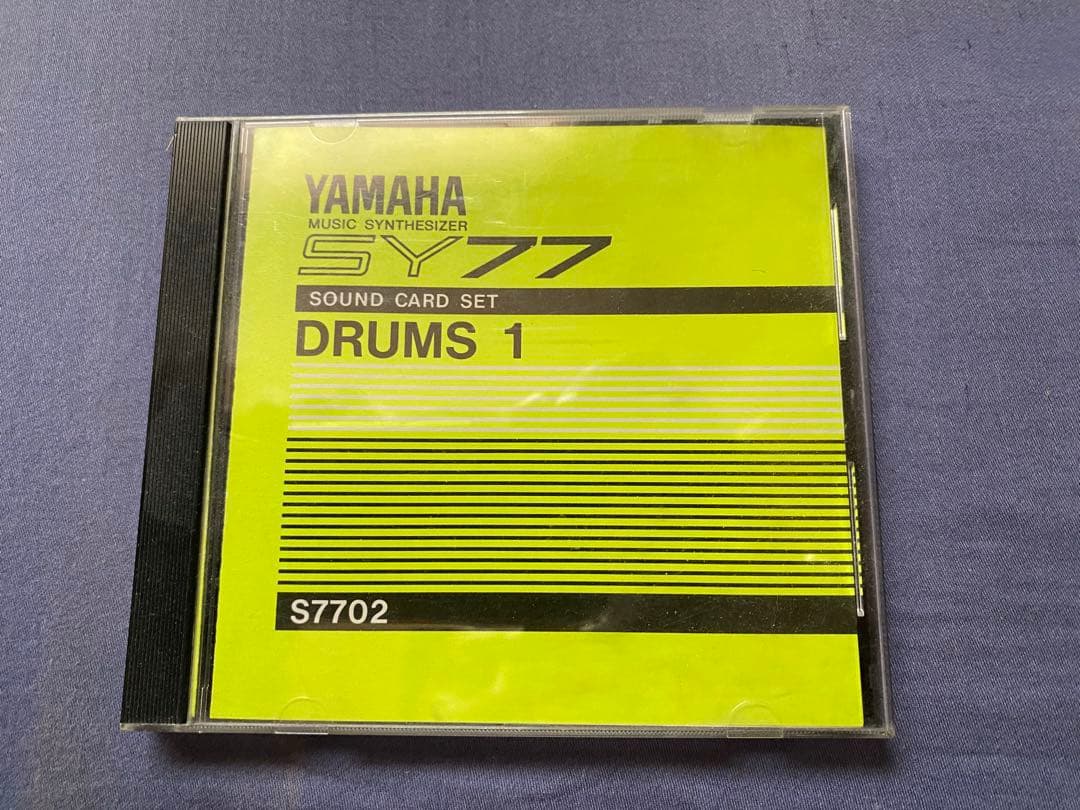 YAMAHA
MUSIC SYNTHESIZER
SY77
SOUND CARD SET
DRUMS 1
S7702